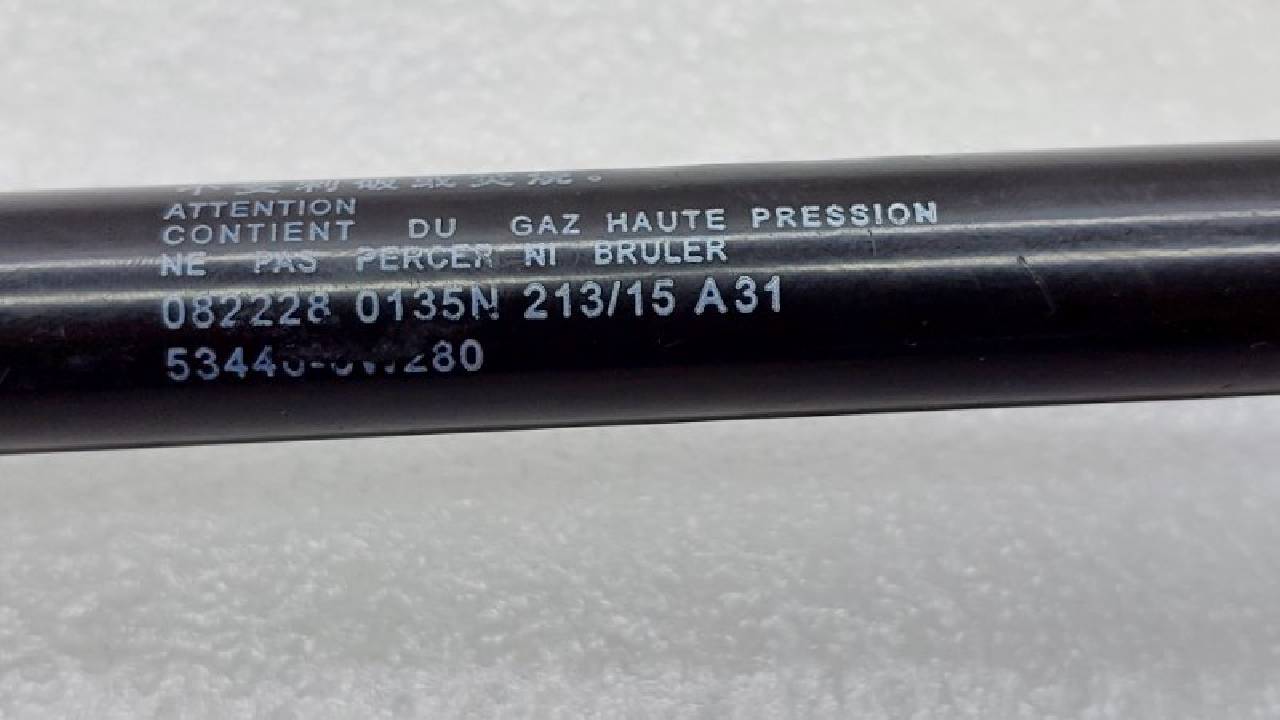 ATTENTION
CONTIENT DU GAZ HAUTE PRESSION
NE PAS PERCER NI BRULER
082228 0135N 213/15 A31